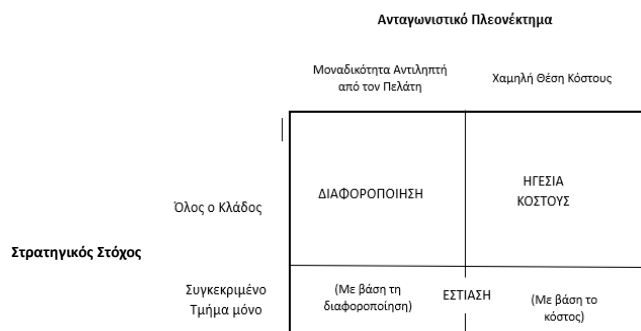 Ανταγωνιστικό Πλεονέκτημα
Μοναδικότητα Αντιληπτή
από τον Πελάτη
Χαμηλή Θέση Κόστους
Όλος ο Κλάδος
ΔΙΑΦΟΡΟΠΟΙΗΣΗ
ΗΓΕΣΙΑ
ΚΟΣΤΟΥΣ
Στρατηγικός Στόχος
Συγκεκριμένο
Τμήμα μόνο
(Με βάση τη
διαφοροποίηση)
ΕΣΤΙΑΣΗ
(Με βάση το
κόστος)